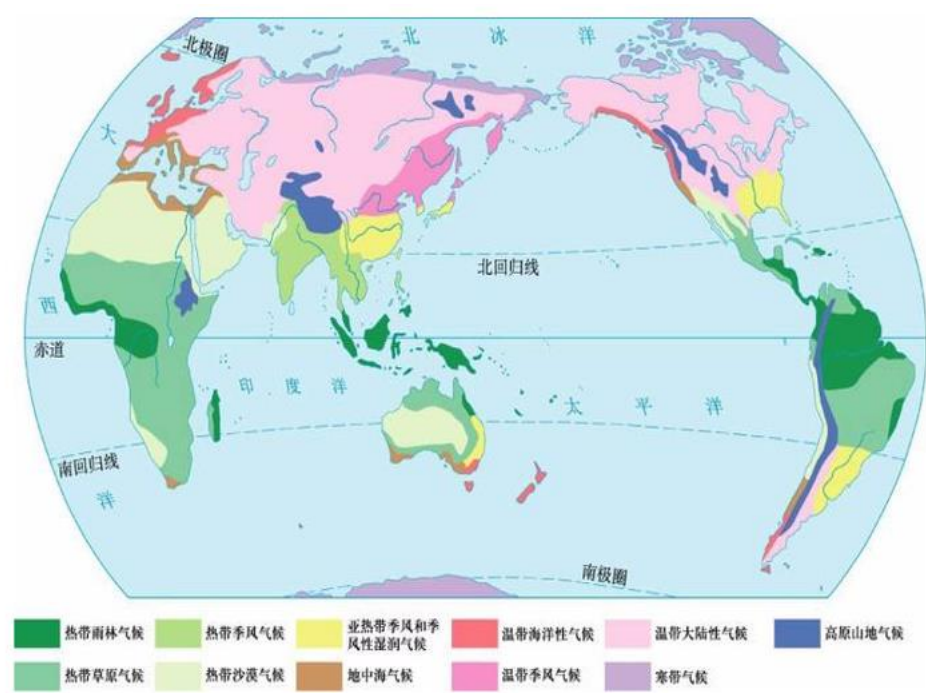 北冰洋
北极圈
大
西
洋
北回归线
赤道
印度洋
太平洋
南回归线
南极圈
热带雨林气候
热带季风气候
亚热带季风和季
风性湿润气候
温带海洋性气候
温带大陆性气候
高原山地气候
热带草原气候
热带沙漠气候
地中海气候
温带季风气候
寒带气候